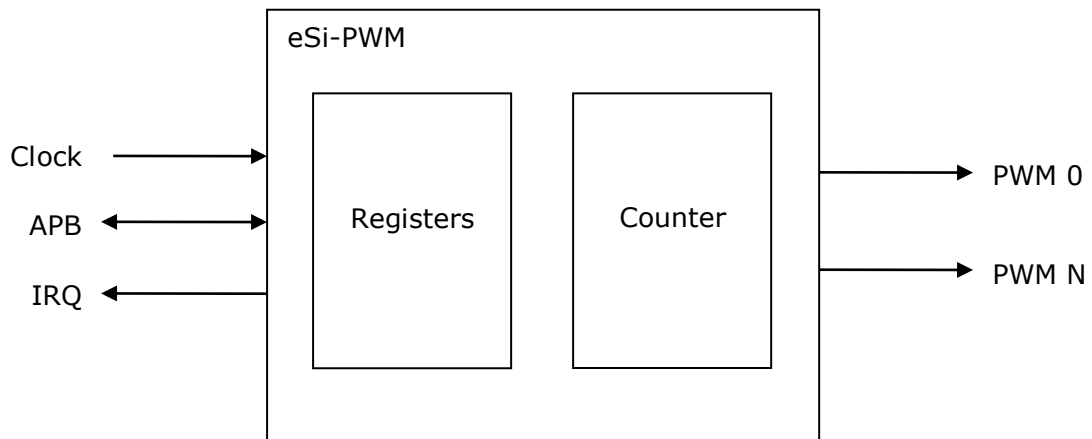 eSi-PWM
Clock
APB
IRQ
Registers
Counter
PWM 0
PWM N